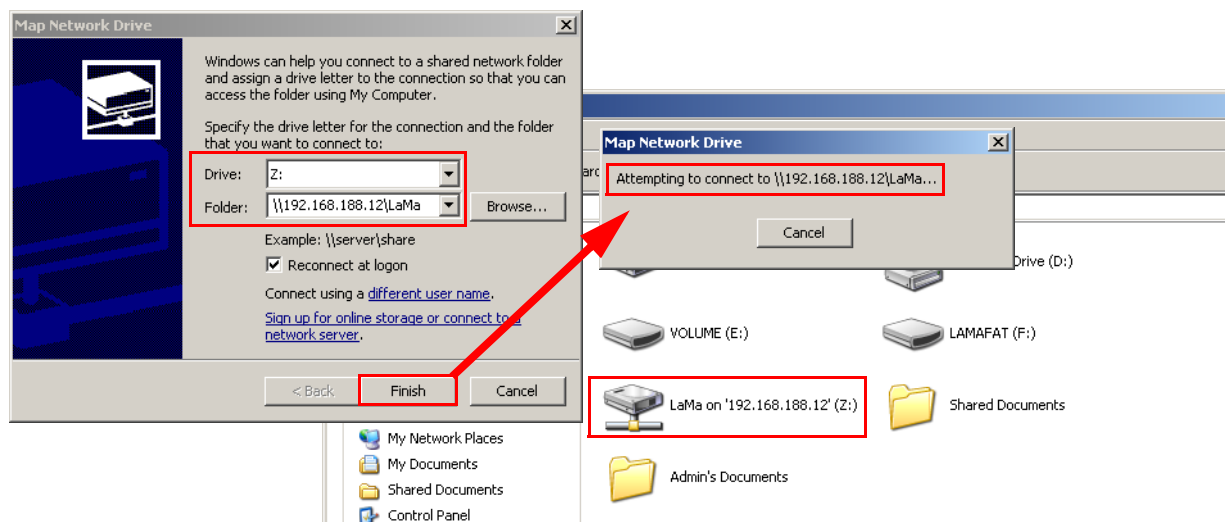 Map Network Drive
Windows can help you connect to a shared network folder
and assign a drive letter to the connection so that you can
access the folder using My Computer.
Specify the drive letter for the connection and the folder
that you want to connect to:
Drive: Z:
Folder: \\192.168.188.12\LaMa Browse...
Example: \\server\share
Reconnect at logon
Connect using a different user name.
Sign up for online storage or connect to a
network server.
< Back Finish Cancel
Map Network Drive
Attempting to connect to \\192.168.188.12\LaMa...
Cancel
Drive (D:)
VOLUME (E:)
LAMAFAT (F:)
LaMa on '192.168.188.12' (Z:)
Shared Documents
Admin's Documents
My Network Places
My Documents
Shared Documents
Control Panel